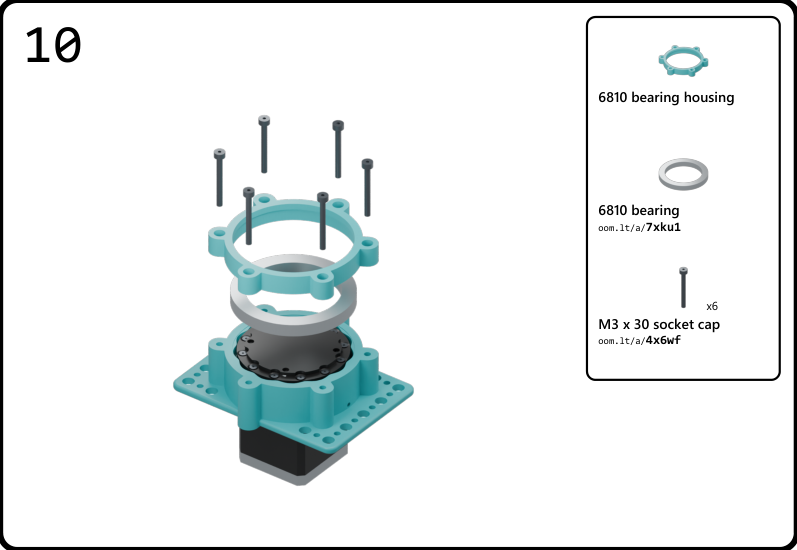 10
6810 bearing housing
6810 bearing
oom.lt/a/7xku1
x6
M3 x 30 socket cap
oom.lt/a/4x6wf